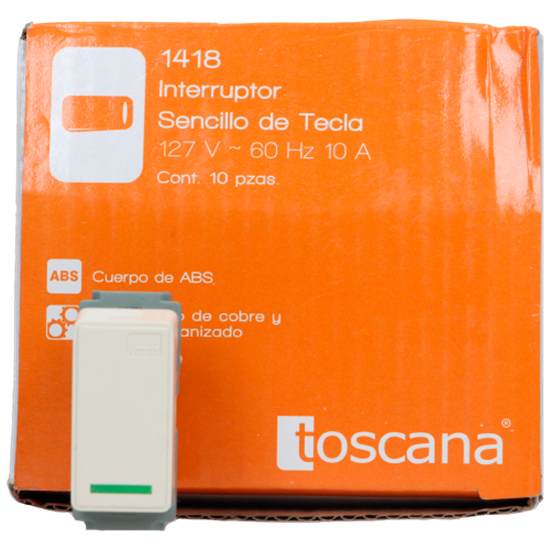 1418
Interruptor
Sencillo de Tecla
127 V ~ 60 Hz 10 A
Cont. 10 pzas.
ABS Cuerpo de ABS
de cobre y
anizado
toscana®